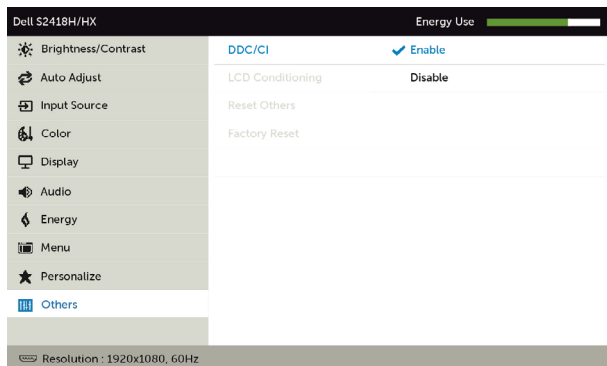 Dell S2418H/HX Energy Use
Brightness/Contrast DDC/CI Enable
Auto Adjust LCD Conditioning Disable
Input Source Reset Others
Color Factory Reset
Display
Audio
Energy
Menu
Personalize
Others
Resolution : 1920x1080, 60Hz